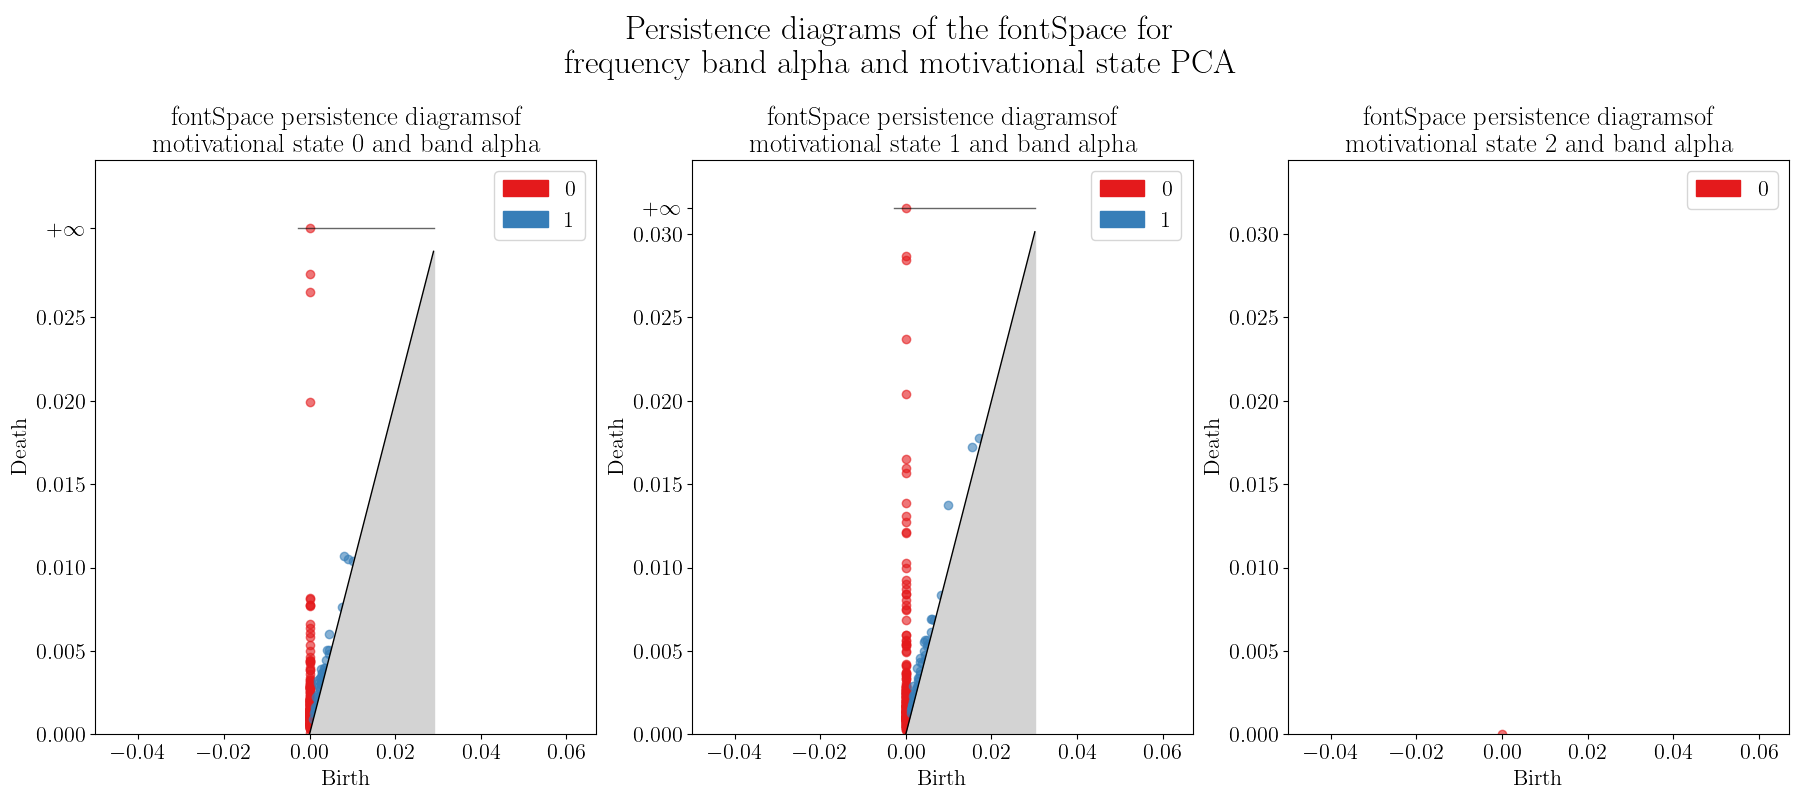 Persistence diagrams of the fontSpace for
frequency band alpha and motivational state PCA
fontSpace persistence diagramsof
motivational state 0 and band alpha
0
1
+∞
0.025
0.020
0.015
0.010
0.005
0.000
Death
−0.04 −0.02 0.00 0.02 0.04 0.06
Birth
fontSpace persistence diagramsof
motivational state 1 and band alpha
0
1
+∞
0.030
0.025
0.020
0.015
0.010
0.005
0.000
Death
−0.04 −0.02 0.00 0.02 0.04 0.06
Birth
fontSpace persistence diagramsof
motivational state 2 and band alpha
0
0.030
0.025
0.020
0.015
0.010
0.005
0.000
Death
−0.04 −0.02 0.00 0.02 0.04 0.06
Birth